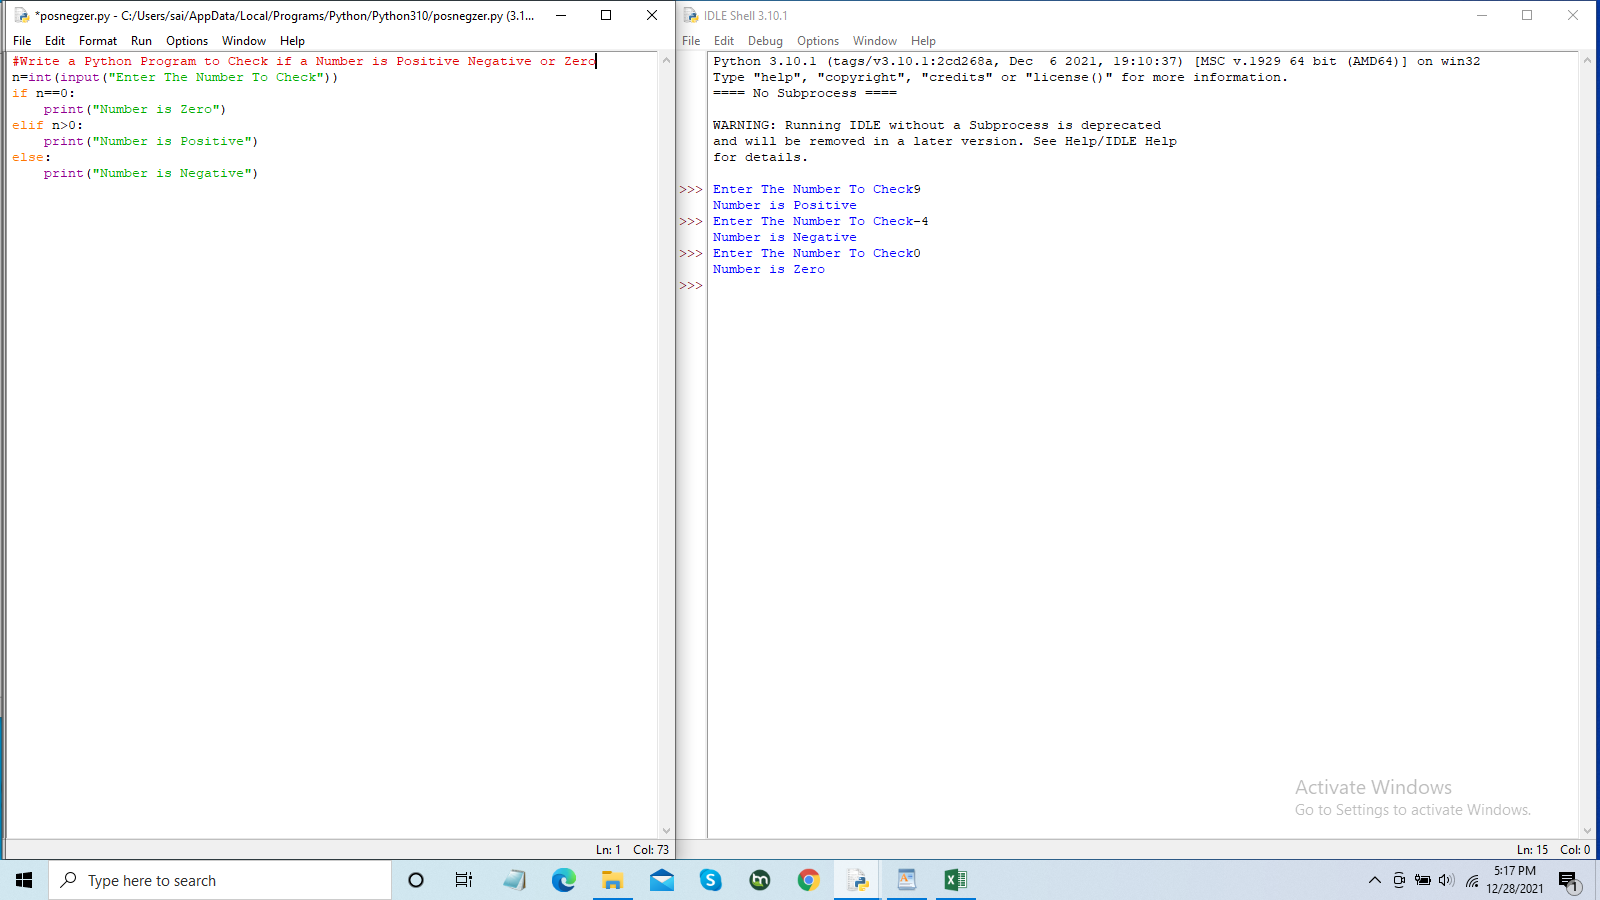 *posnegzer.py - C:/Users/sai/AppData/Local/Programs/Python/Python310/posnegzer.py (3.1...
File Edit Format Run Options Window Help
#Write a Python Program to Check if a Number is Positive Negative or Zero
n=int(input("Enter The Number To Check"))
if n==0:
    print("Number is Zero")
elif n>0:
    print("Number is Positive")
else:
    print("Number is Negative")
Ln: 1 Col: 73
IDLE Shell 3.10.1
File Edit Debug Options Window Help
Python 3.10.1 (tags/v3.10.1:2cd268a, Dec  6 2021, 19:10:37) [MSC v.1929 64 bit (AMD64)] on win32
Type "help", "copyright", "credits" or "license()" for more information.
==== No Subprocess ====
WARNING: Running IDLE without a Subprocess is deprecated
and will be removed in a later version. See Help/IDLE Help
for details.
>>> Enter The Number To Check9
Number is Positive
>>> Enter The Number To Check-4
Number is Negative
>>> Enter The Number To Check0
Number is Zero
>>>
Activate Windows
Go to Settings to activate Windows.
Ln: 15 Col: 0
Type here to search
5:17 PM
12/28/2021
1